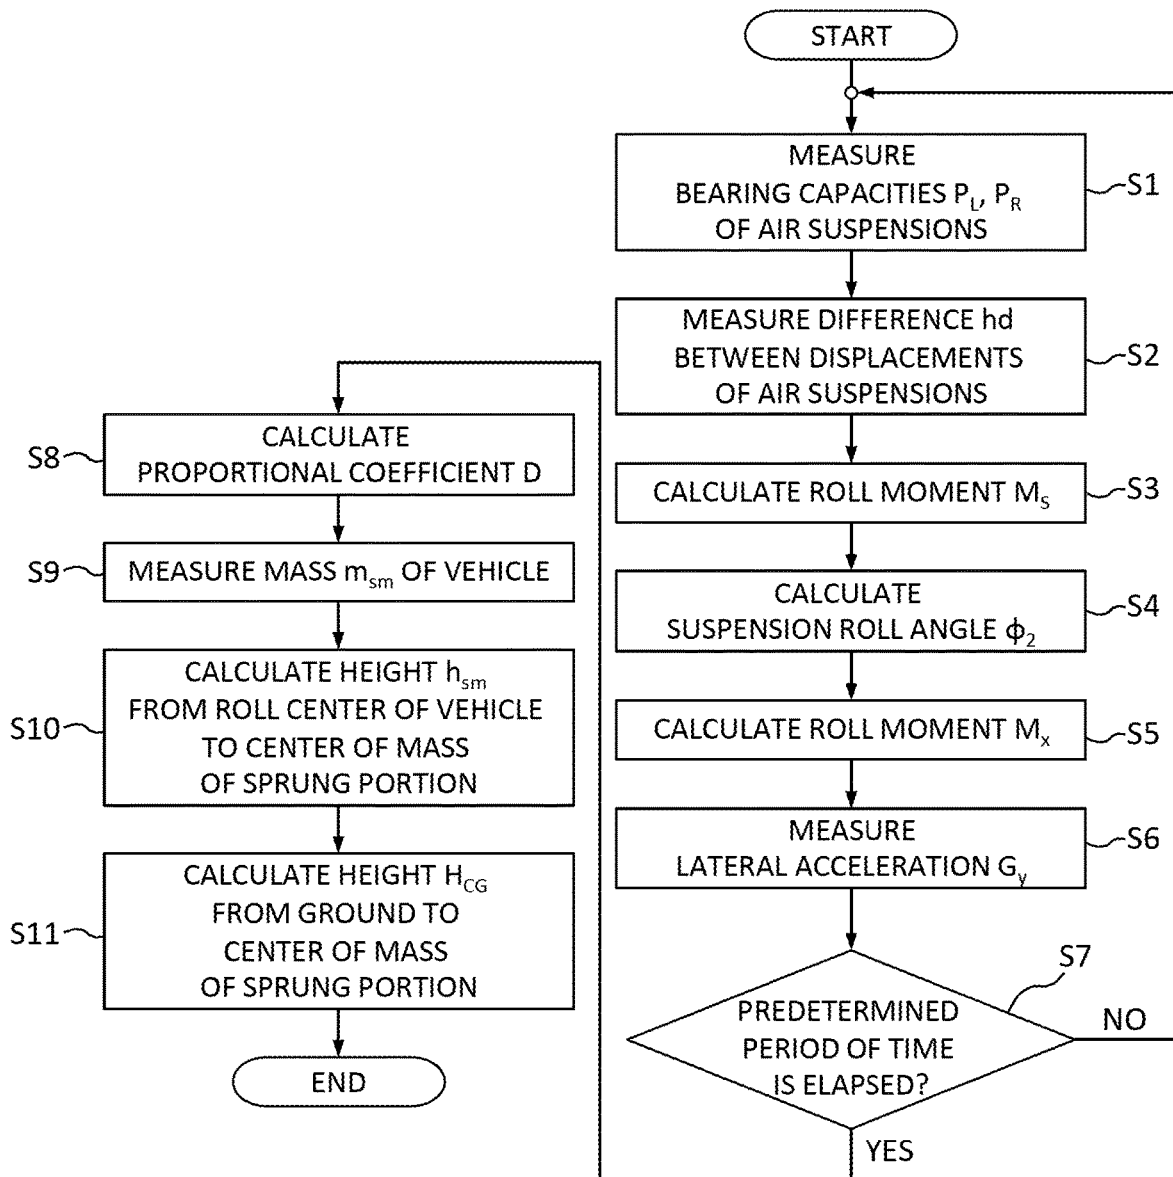 START
MEASURE
BEARING CAPACITIES P_L, P_R
OF AIR SUSPENSIONS
S1
MEASURE DIFFERENCE hd
BETWEEN DISPLACEMENTS
OF AIR SUSPENSIONS
S2
CALCULATE ROLL MOMENT M_S
S3
CALCULATE
SUSPENSION ROLL ANGLE ϕ_2
S4
CALCULATE ROLL MOMENT M_x
S5
MEASURE
LATERAL ACCELERATION G_y
S6
S7
PREDETERMINED
PERIOD OF TIME
IS ELAPSED?
NO
YES
CALCULATE
PROPORTIONAL COEFFICIENT D
S8
MEASURE MASS m_sm OF VEHICLE
S9
CALCULATE HEIGHT h_sm
FROM ROLL CENTER OF VEHICLE
TO CENTER OF MASS
OF SPRUNG PORTION
S10
CALCULATE HEIGHT H_CG
FROM GROUND TO
CENTER OF MASS
OF SPRUNG PORTION
S11
END